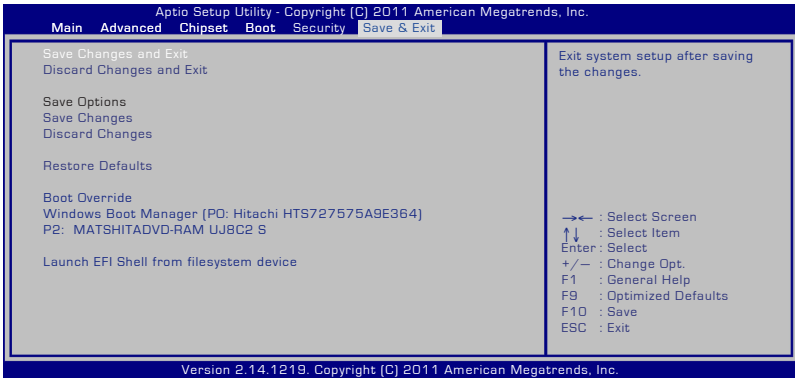 Aptio Setup Utility - Copyright (C) 2011 American Megatrends, Inc.
Main Advanced Chipset Boot Security Save & Exit
Save Changes and Exit
Discard Changes and Exit
Save Options
Save Changes
Discard Changes
Restore Defaults
Boot Override
Windows Boot Manager (P0: Hitachi HTS727575A9E364)
P2: MATSHITADVD-RAM UJ8C2 S
Launch EFI Shell from filesystem device
Exit system setup after saving
the changes.
→← : Select Screen
↑↓ : Select Item
Enter : Select
+/— : Change Opt.
F1 : General Help
F9 : Optimized Defaults
F10 : Save
ESC : Exit
Version 2.14.1219. Copyright (C) 2011 American Megatrends, Inc.